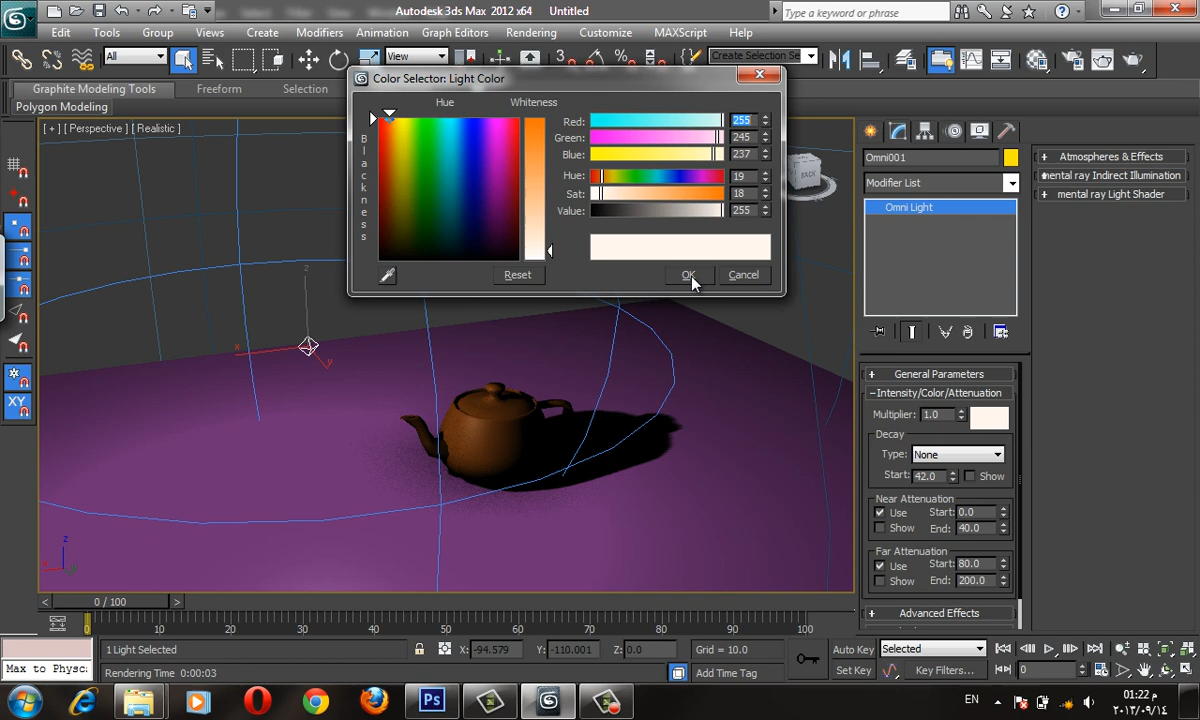 Autodesk 3ds Max 2012 x64 Untitled
Type a keyword or phrase
Edit Tools Group Views Create Modifiers Animation Graph Editors Rendering Customize MAXScript Help
All View Create Selection Se
Graphite Modeling Tools Freeform Selection
Polygon Modeling
[ + ] [ Perspective ] [ Realistic ]
Color Selector: Light Color
Hue Whiteness
Blackness
Red: 255
Green: 245
Blue: 237
Hue: 19
Sat: 18
Value: 255
Reset OK Cancel
BACK
z
x
y
z
x
Omni001
Modifier List
Omni Light
+ Atmospheres & Effects
mental ray Indirect Illumination
+ mental ray Light Shader
+ General Parameters
- Intensity/Color/Attenuation
Multiplier: 1.0
Decay
Type: None
Start: 42.0 Show
Near Attenuation
Use Start: 0.0
Show End: 40.0
Far Attenuation
Use Start: 80.0
Show End: 200.0
+ Advanced Effects
XY
< 0 / 100 >
0 10 20 30 40 50 60 70 80 90 100
1 Light Selected X: -94.579 Y: -110.001 Z: 0.0 Grid = 10.0 Auto Key Selected
Max to Physc Rendering Time 0:00:03 Add Time Tag Set Key Key Filters... 0
Ps EN
01:22 م
٢٠١٣/٠٩/١٤